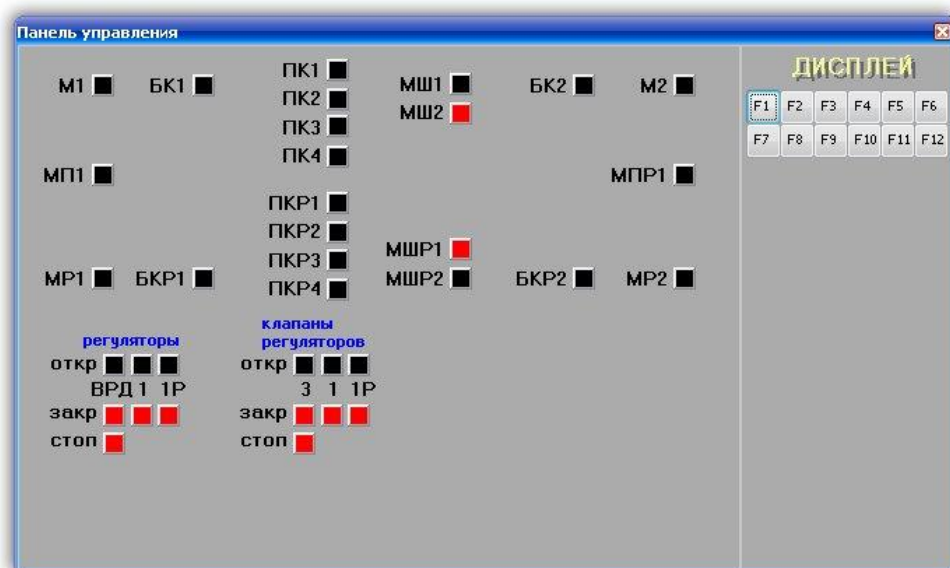 Панель управления
ДИСПЛЕЙ
М1 БК1 ПК1 МШ1 БК2 М2
ПК2 МШ2
ПК3
ПК4
МП1 МПР1
ПКР1
ПКР2
ПКР3 МШР1
МР1 БКР1 ПКР4 МШР2 БКР2 МР2
регуляторы
откр
ВРД 1 1Р
закр
стоп
клапаны
регуляторов
откр
3 1 1Р
закр
стоп
F1 F2 F3 F4 F5 F6
F7 F8 F9 F10 F11 F12